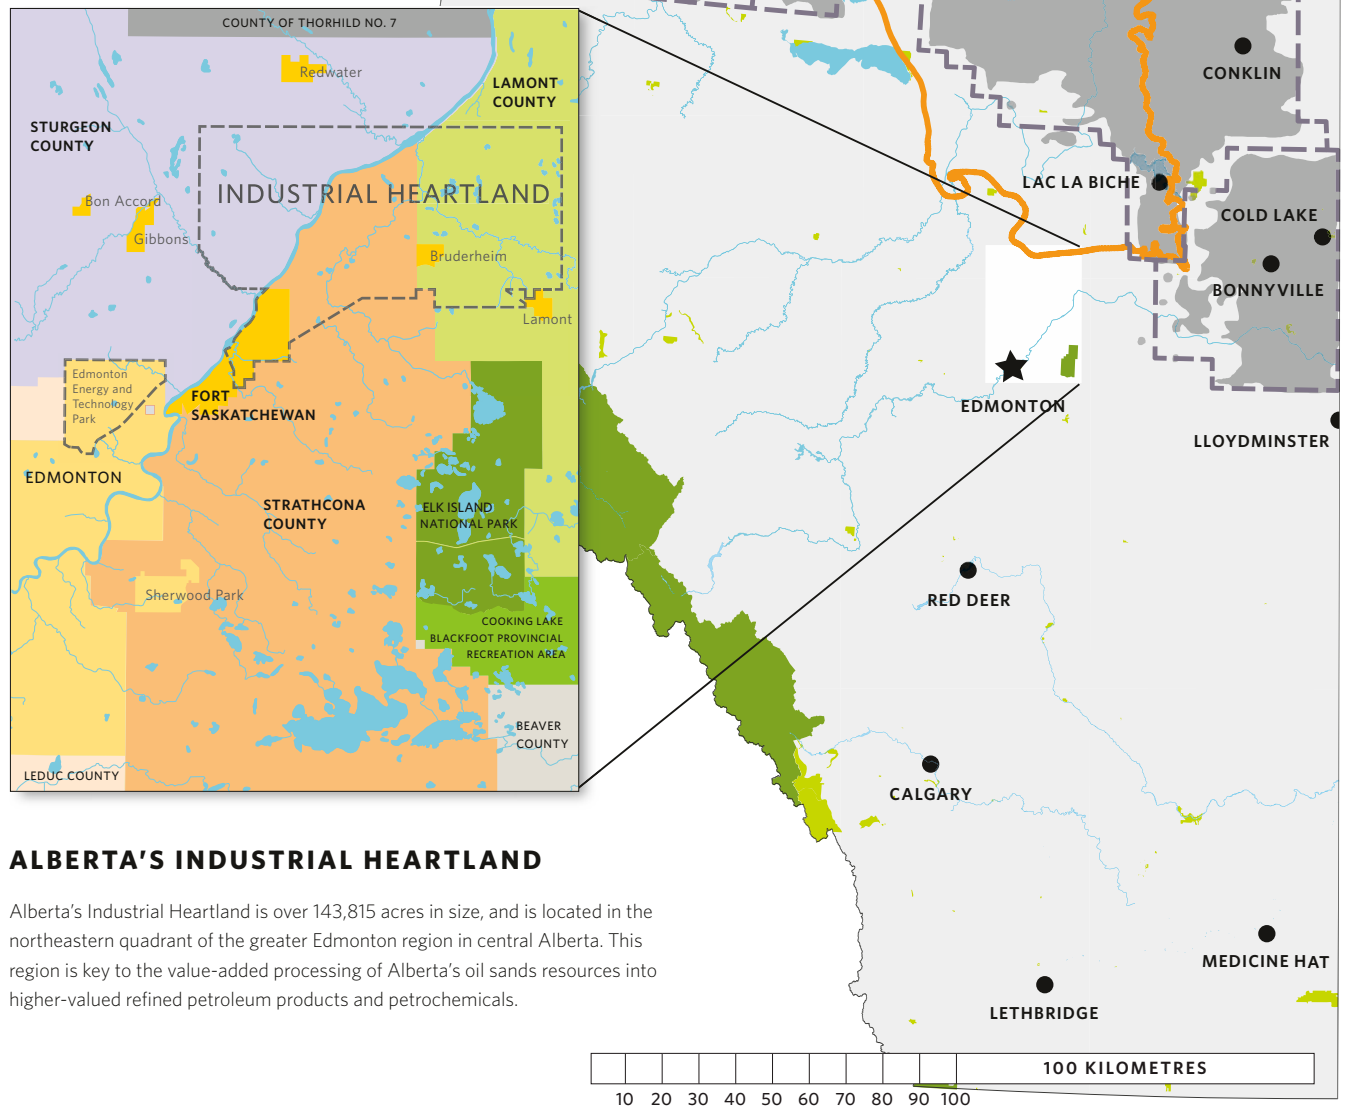 COUNTY OF THORHILD NO. 7
Redwater
LAMONT
COUNTY
STURGEON
COUNTY
INDUSTRIAL HEARTLAND
Bon Accord
Gibbons
Bruderheim
Lamont
Edmonton
Energy and
Technology
Park
FORT
SASKATCHEWAN
EDMONTON
STRATHCONA
COUNTY
ELK ISLAND
NATIONAL PARK
Sherwood Park
COOKING LAKE
BLACKFOOT PROVINCIAL
RECREATION AREA
BEAVER
COUNTY
LEDUC COUNTY
CONKLIN
LAC LA BICHE
COLD LAKE
BONNYVILLE
EDMONTON
LLOYDMINSTER
RED DEER
CALGARY
MEDICINE HAT
LETHBRIDGE
ALBERTA'S INDUSTRIAL HEARTLAND
Alberta's Industrial Heartland is over 143,815 acres in size, and is located in the
northeastern quadrant of the greater Edmonton region in central Alberta. This
region is key to the value-added processing of Alberta's oil sands resources into
higher-valued refined petroleum products and petrochemicals.
100 KILOMETRES
10 20 30 40 50 60 70 80 90 100